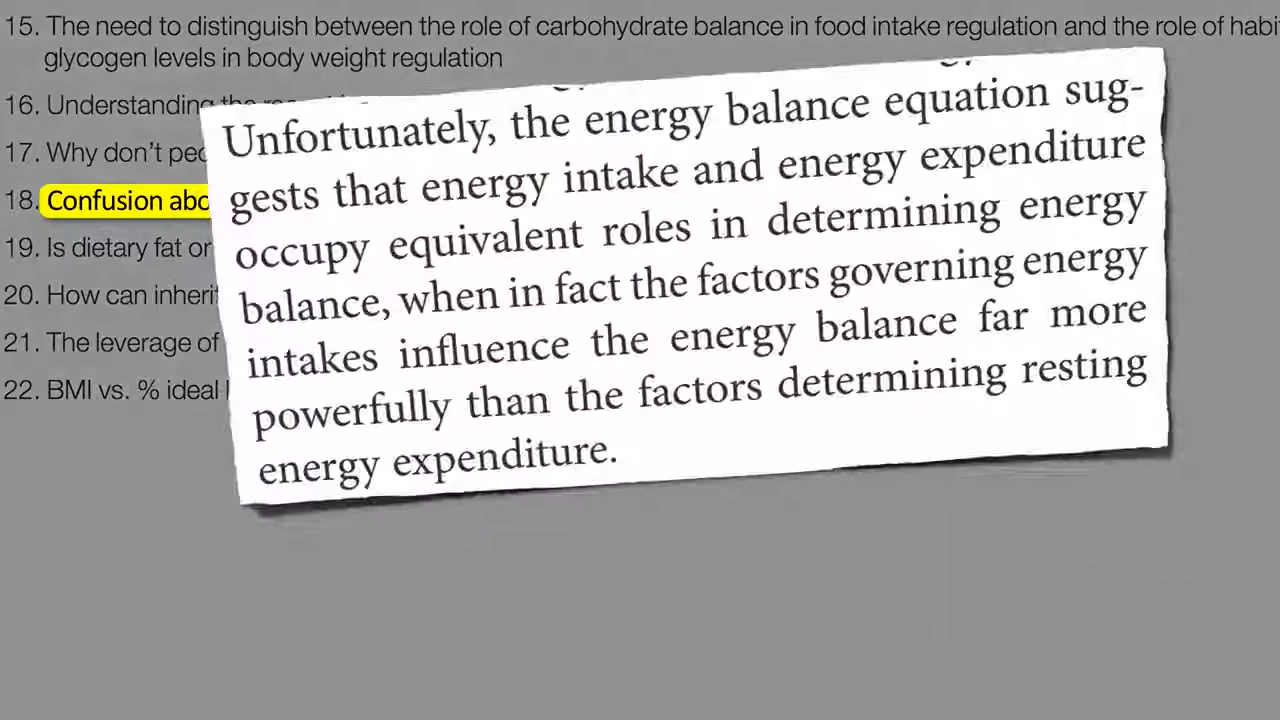 15. The need to distinguish between the role of carbohydrate balance in food intake regulation and the role of
glycogen levels in body weight regulation
16. Understanding the
17. Why don't
18. Confusion
19. Is dietary fat or
20. How can
21. The leverage of
22. BMI vs. % ideal
Unfortunately, the energy balance equation sug-
gests that energy intake and energy expenditure
occupy equivalent roles in determining energy
balance, when in fact the factors governing energy
intakes influence the energy balance far more
powerfully than the factors determining resting
energy expenditure.